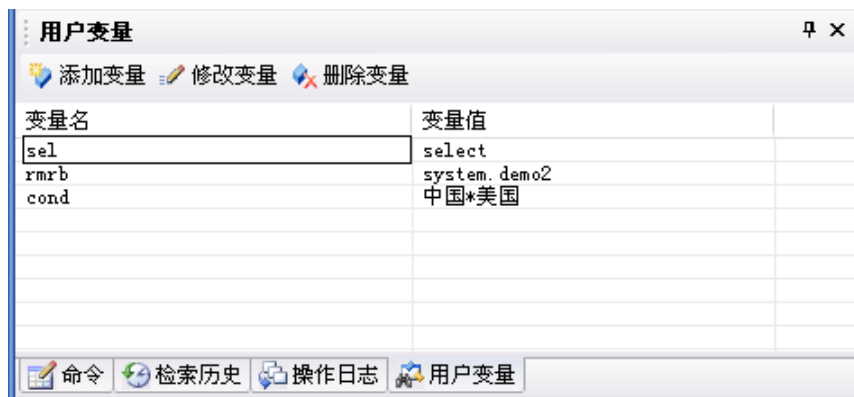 用户变量
添加变量 修改变量 删除变量
变量名 变量值
sel select
rmrb system.demo2
cond 中国*美国
命令 检索历史 操作日志 用户变量